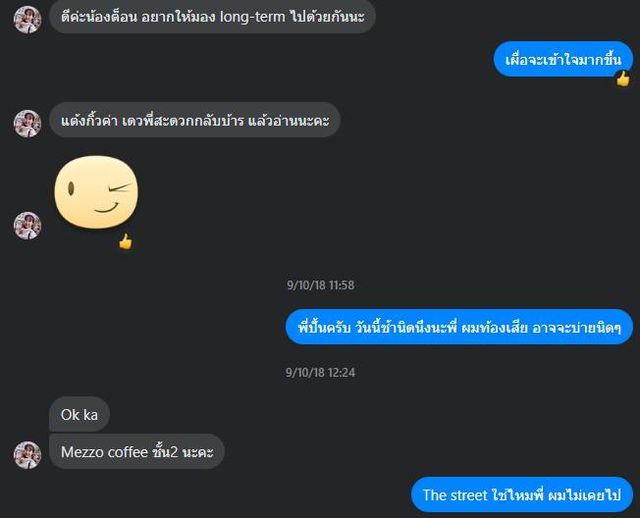 ดีค่ะน้องต็อน อยากให้มอง long-term ไปด้วยกันนะ
เผื่อจะเข้าใจมากขึ้น
แต้งกิ้วค่า เดวพี่สะดวกกลับบ้าร แล้วอ่านนะคะ
9/10/18 11:58
พี่ปั้นครับ วันนี้ช้านิดนึงนะพี่ ผมท้องเสีย อาจจะบ่ายนิดๆ
9/10/18 12:24
Ok ka
Mezzo coffee ชั้น2 นะคะ
The street ใช่ไหมพี่ ผมไม่เคยไป